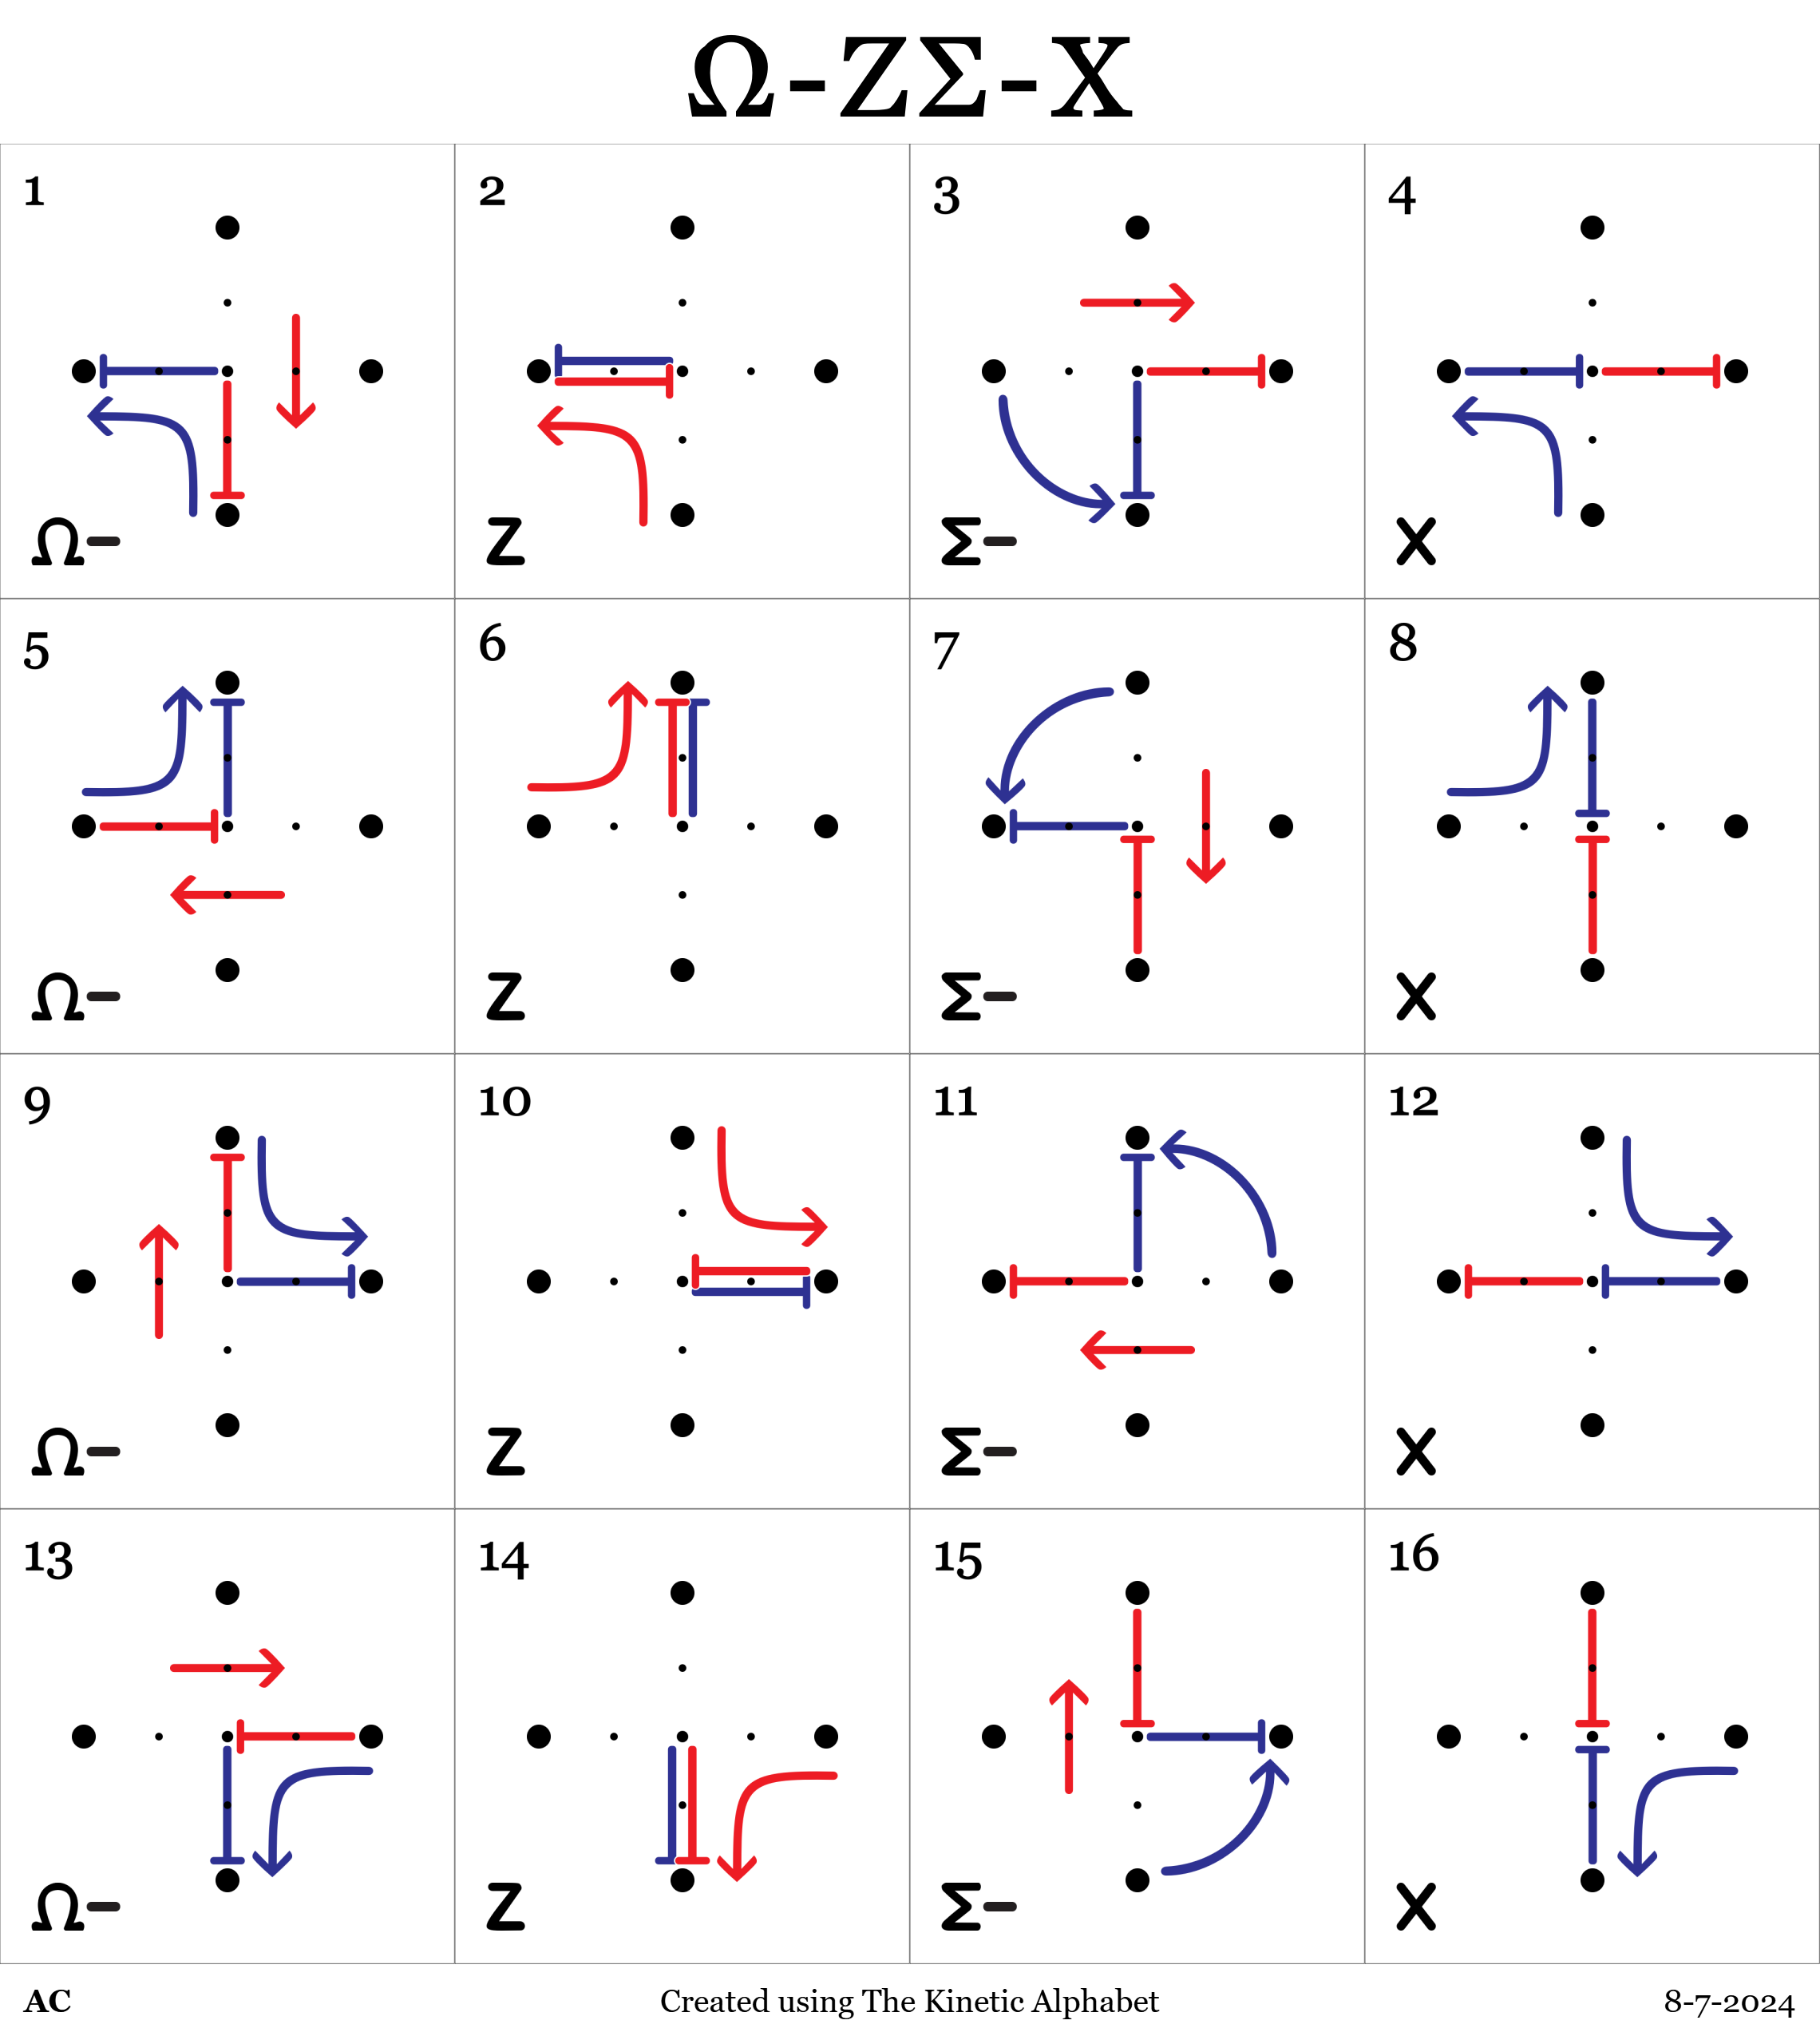 Ω-ZΣ-X
1 2 3 4
Ω- Z Σ- X
5 6 7 8
Ω- Z Σ- X
9 10 11 12
Ω- Z Σ- X
13 14 15 16
Ω- Z Σ- X
AC Created using The Kinetic Alphabet 8-7-2024